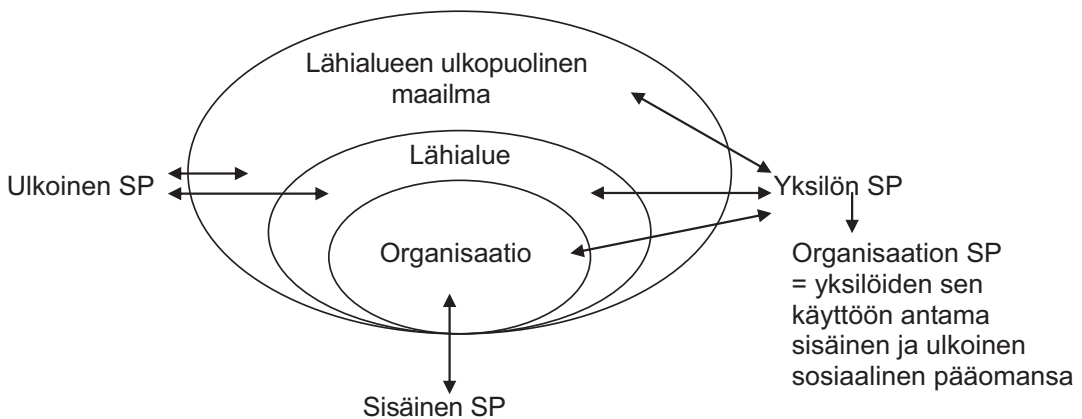 Lähialueen ulkopuolinen
maailma
Lähialue
Ulkoinen SP
Yksilön SP
Organisaatio
Organisaation SP
= yksilöiden sen
käyttöön antama
sisäinen ja ulkoinen
sosiaalinen pääomansa
Sisäinen SP